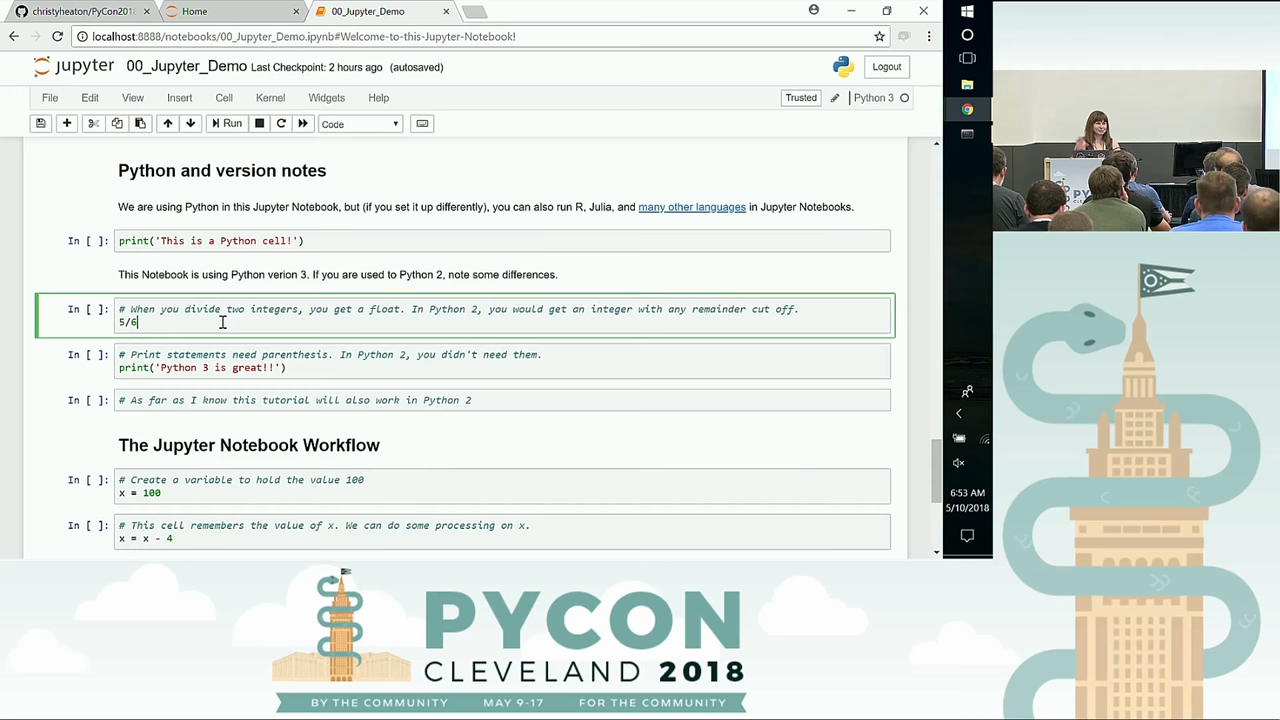 christyheaton/PyCon2018
Home
00_Jupyter_Demo
localhost:8888/notebooks/00_Jupyter_Demo.ipynb#Welcome-to-this-Jupyter-Notebook!
jupyter 00_Jupyter_Demo Last Checkpoint: 2 hours ago (autosaved)
Logout
File Edit View Insert Cell Kernel Widgets Help
Trusted
Python 3
Run
Code
Python and version notes
We are using Python in this Jupyter Notebook, but (if you set it up differently), you can also run R, Julia, and many other languages in Jupyter Notebooks.
In [ ]: print('This is a Python cell!')
This Notebook is using Python verion 3. If you are used to Python 2, note some differences.
In [ ]: # When you divide two integers, you get a float. In Python 2, you would get an integer with any remainder cut off.
5/6
In [ ]: # Print statements need parenthesis. In Python 2, you didn't need them.
print('Python 3 is great!!')
In [ ]: # As far as I know this tutorial will also work in Python 2
The Jupyter Notebook Workflow
In [ ]: # Create a variable to hold the value 100
x = 100
In [ ]: # This cell remembers the value of x. We can do some processing on x.
x = x - 4
6:53 AM
5/10/2018
PYCON
CLEVELAND 2018
BY THE COMMUNITY MAY 9-17 FOR THE COMMUNITY